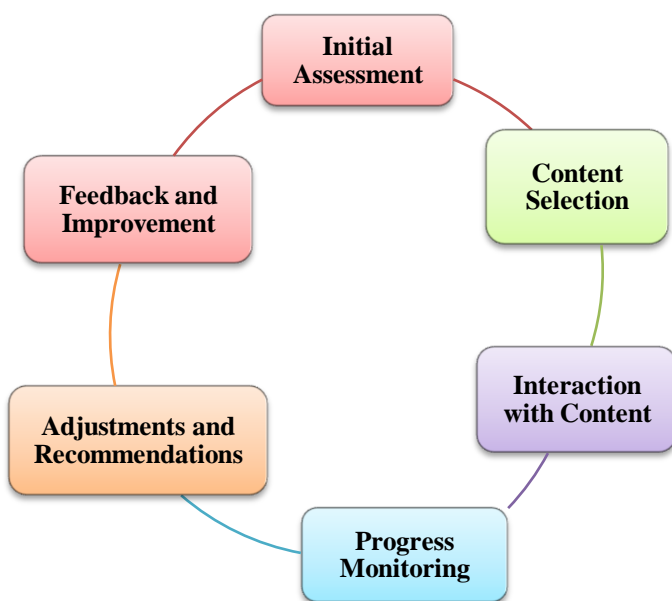 Initial
Assessment
Content
Selection
Interaction
with Content
Progress
Monitoring
Adjustments and
Recommendations
Feedback and
Improvement